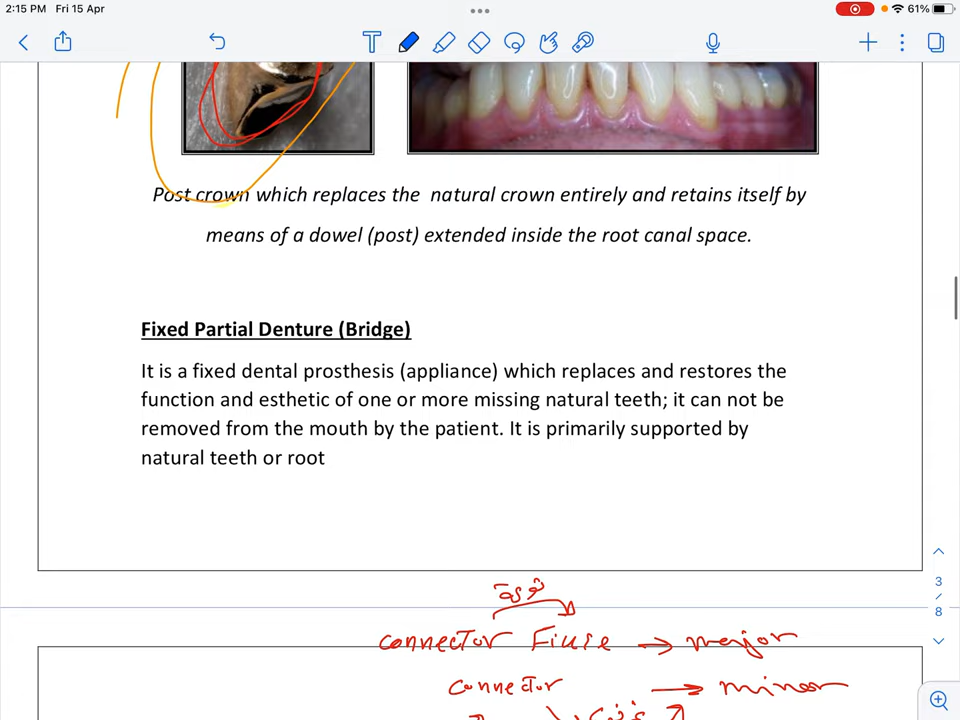 2:15 PM Fri 15 Apr 61%
Post crown which replaces the natural crown entirely and retains itself by
means of a dowel (post) extended inside the root canal space.
Fixed Partial Denture (Bridge)
It is a fixed dental prosthesis (appliance) which replaces and restores the
function and esthetic of one or more missing natural teeth; it can not be
removed from the mouth by the patient. It is primarily supported by
natural teeth or root
3
/
8
connector → major
connector → minor